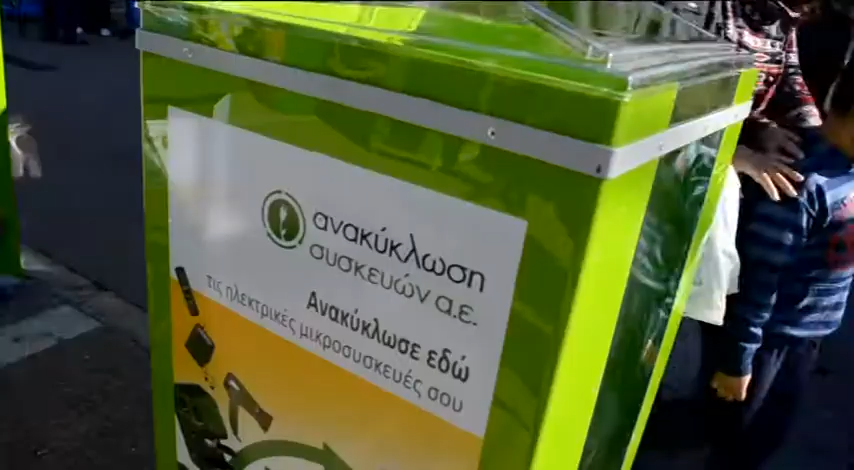 ανακύκλωση
συσκευών α.ε.
Ανακύκλωσε εδώ
τις ηλεκτρικές μικροσυσκευές σου